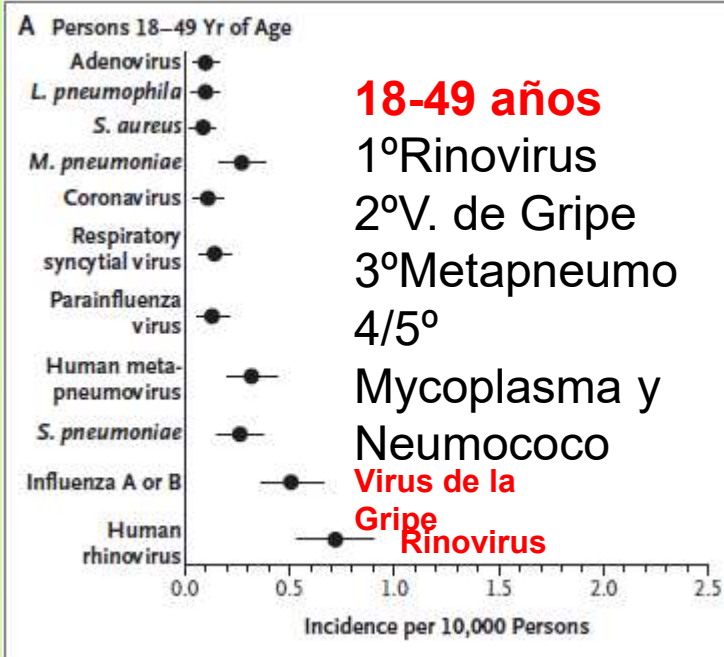 A Persons 18–49 Yr of Age
Adenovirus
L. pneumophila
S. aureus
M. pneumoniae
Coronavirus
Respiratory
syncytial virus
Parainfluenza
virus
Human meta-
pneumovirus
S. pneumoniae
Influenza A or B
Human
rhinovirus
18-49 años
1ºRinovirus
2ºV. de Gripe
3ºMetapneumo
4/5º
Mycoplasma y
Neumococo
Virus de la
Gripe
Rinovirus
0.0 0.5 1.0 1.5 2.0 2.5
Incidence per 10,000 Persons